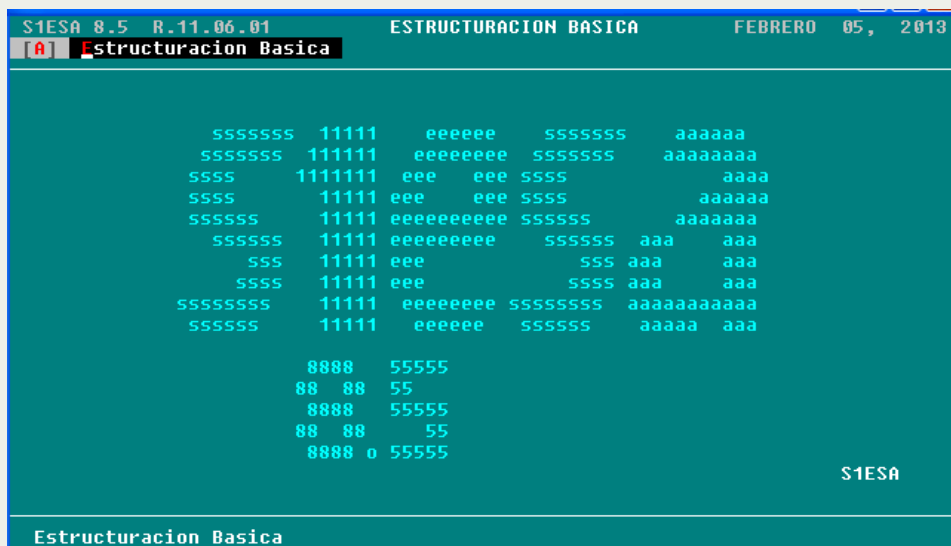 S1ESA 8.5 R.11.06.01 ESTRUCTURACION BASICA FEBRERO 05, 2013
[A] Estructuracion Basica
sssssss 11111 eeeeee sssssss aaaaaa
sssssss 111111 eeeeeeee sssssss aaaaaaaa
ssss 1111111 eee eee ssss aaaa
ssss 11111 eee eee ssss aaaaaa
ssssss 11111 eeeeeeeeee ssssss aaaaaaa
ssssss 11111 eeeeeeeee ssssss aaa aaa
sss 11111 eee sss aaa aaa
ssss 11111 eee ssss aaa aaa
ssssssss 11111 eeeeeeee ssssssss aaaaaaaaaaa
ssssss 11111 eeeeee ssssss aaaaa aaa
8888 55555
88 88 55
8888 55555
88 88 55
8888 o 55555
S1ESA
Estructuracion Basica